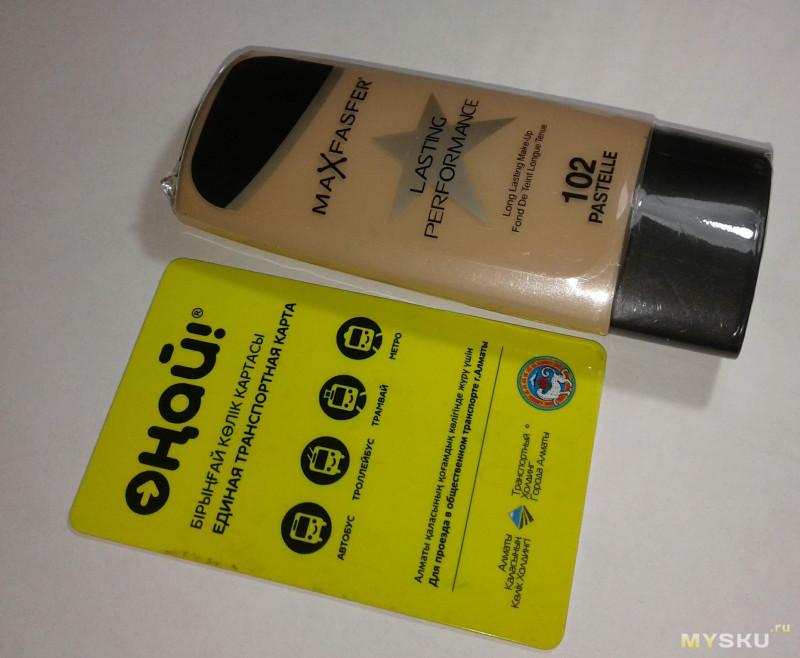 MAXFASFER®
LASTING
PERFORMANCE
Long Lasting Make-Up
Fond De Teint Longue Tenue
102
PASTELLE
Оңай!®
БІРЫҢҒАЙ КӨЛІК КАРТАСЫ
ЕДИНАЯ ТРАНСПОРТНАЯ КАРТА
АВТОБУС
ТРОЛЛЕЙБУС
ТРАМВАЙ
МЕТРО
Алматы қаласының қоғамдық көлігінде жүру үшін
Для проезда в общественном транспорте г.Алматы
Алматы
Қаласының
Көлік Холдингі
Транспортный
Холдинг
Города Алматы
MYSKU.ru